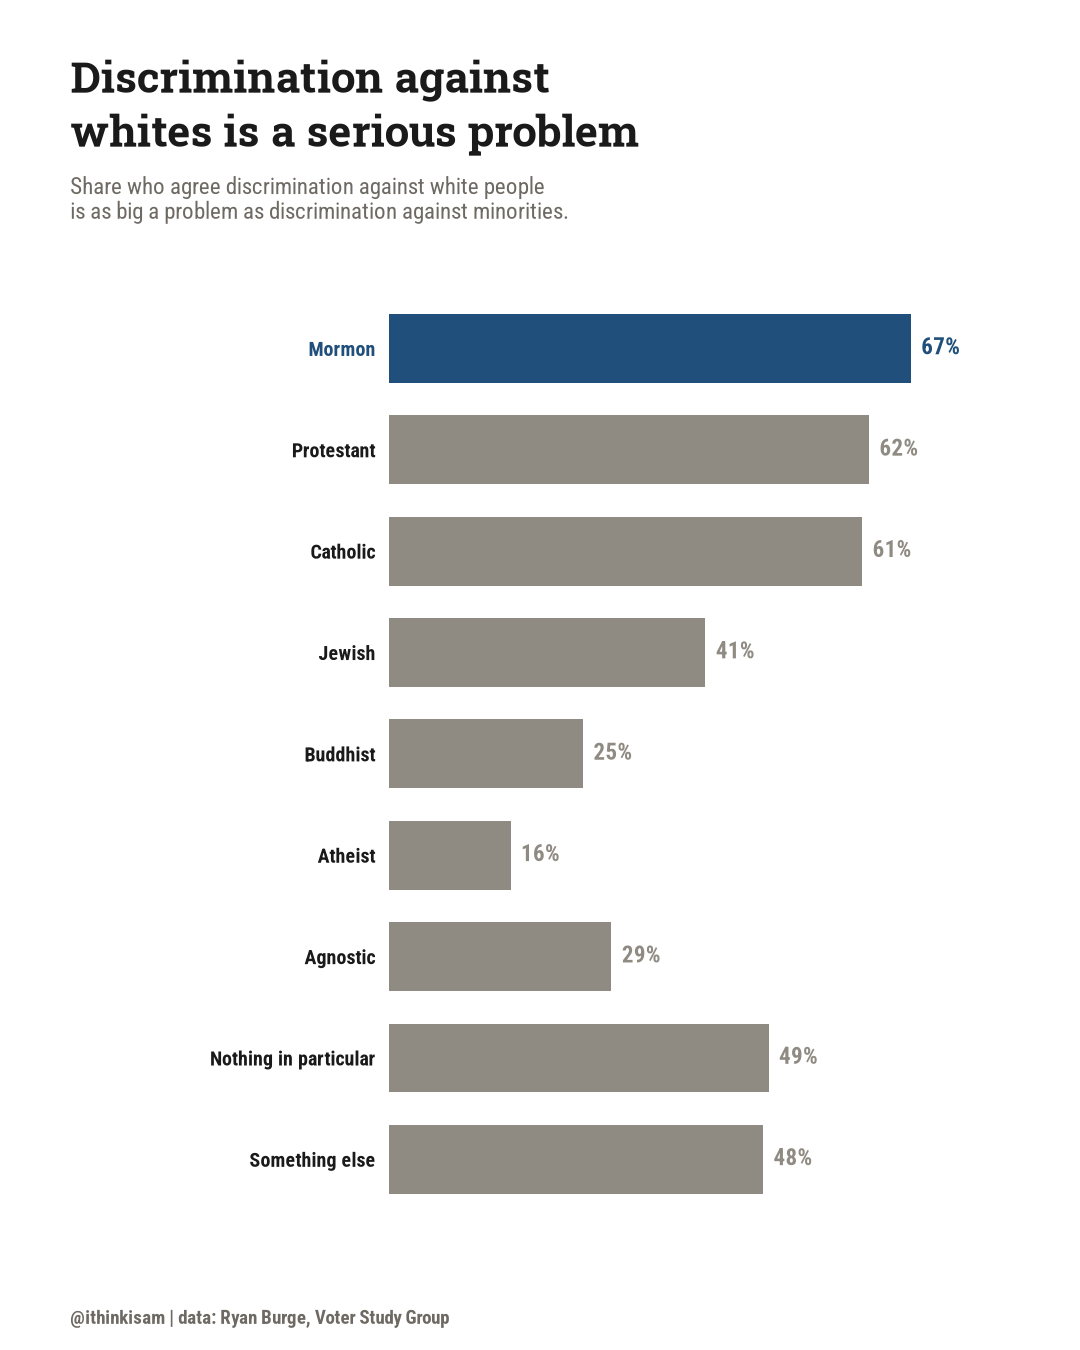 Discrimination against
whites is a serious problem
Share who agree discrimination against white people
is as big a problem as discrimination against minorities.
Mormon 67%
Protestant 62%
Catholic 61%
Jewish 41%
Buddhist 25%
Atheist 16%
Agnostic 29%
Nothing in particular 49%
Something else 48%
@ithinkisam | data: Ryan Burge, Voter Study Group